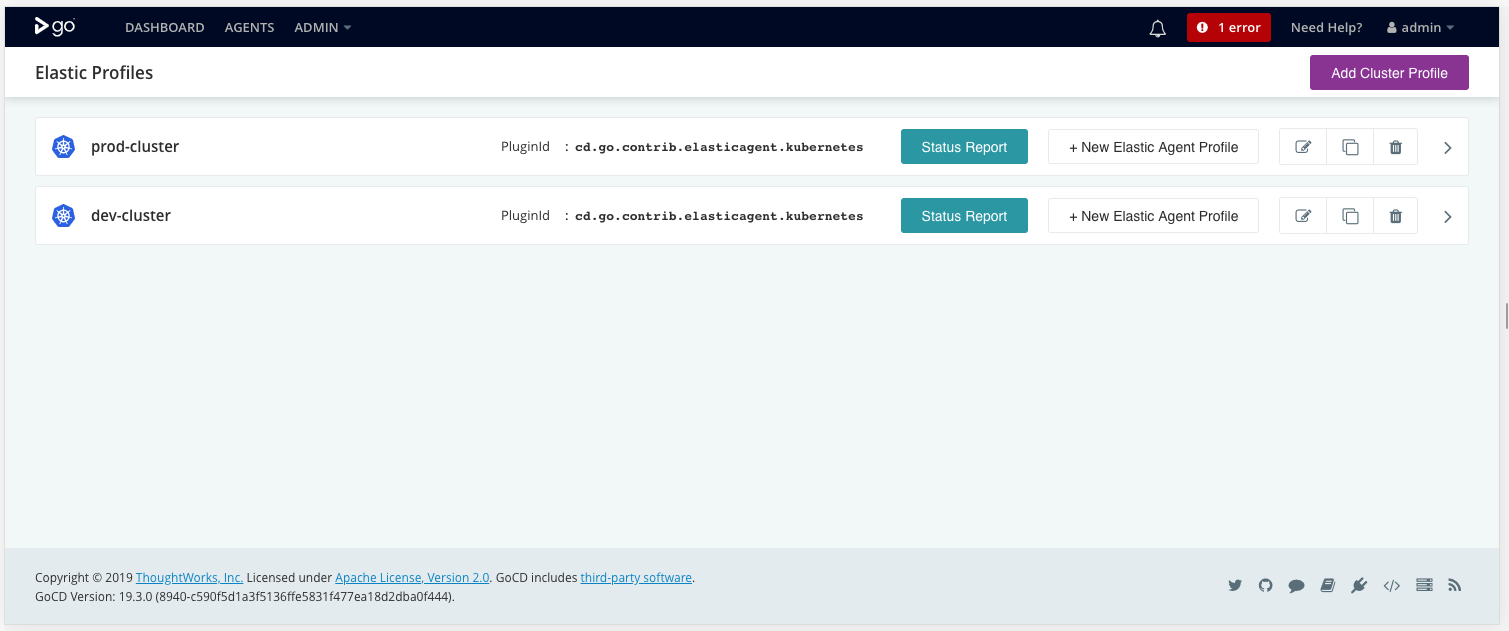 go DASHBOARD AGENTS ADMIN 1 error Need Help? admin
Elastic Profiles Add Cluster Profile
prod-cluster PluginId : cd.go.contrib.elasticagent.kubernetes Status Report + New Elastic Agent Profile
dev-cluster PluginId : cd.go.contrib.elasticagent.kubernetes Status Report + New Elastic Agent Profile
Copyright © 2019 ThoughtWorks, Inc. Licensed under Apache License, Version 2.0. GoCD includes third-party software.
GoCD Version: 19.3.0 (8940-c590f5d1a3f5136ffe5831f477ea18d2dba0f444).